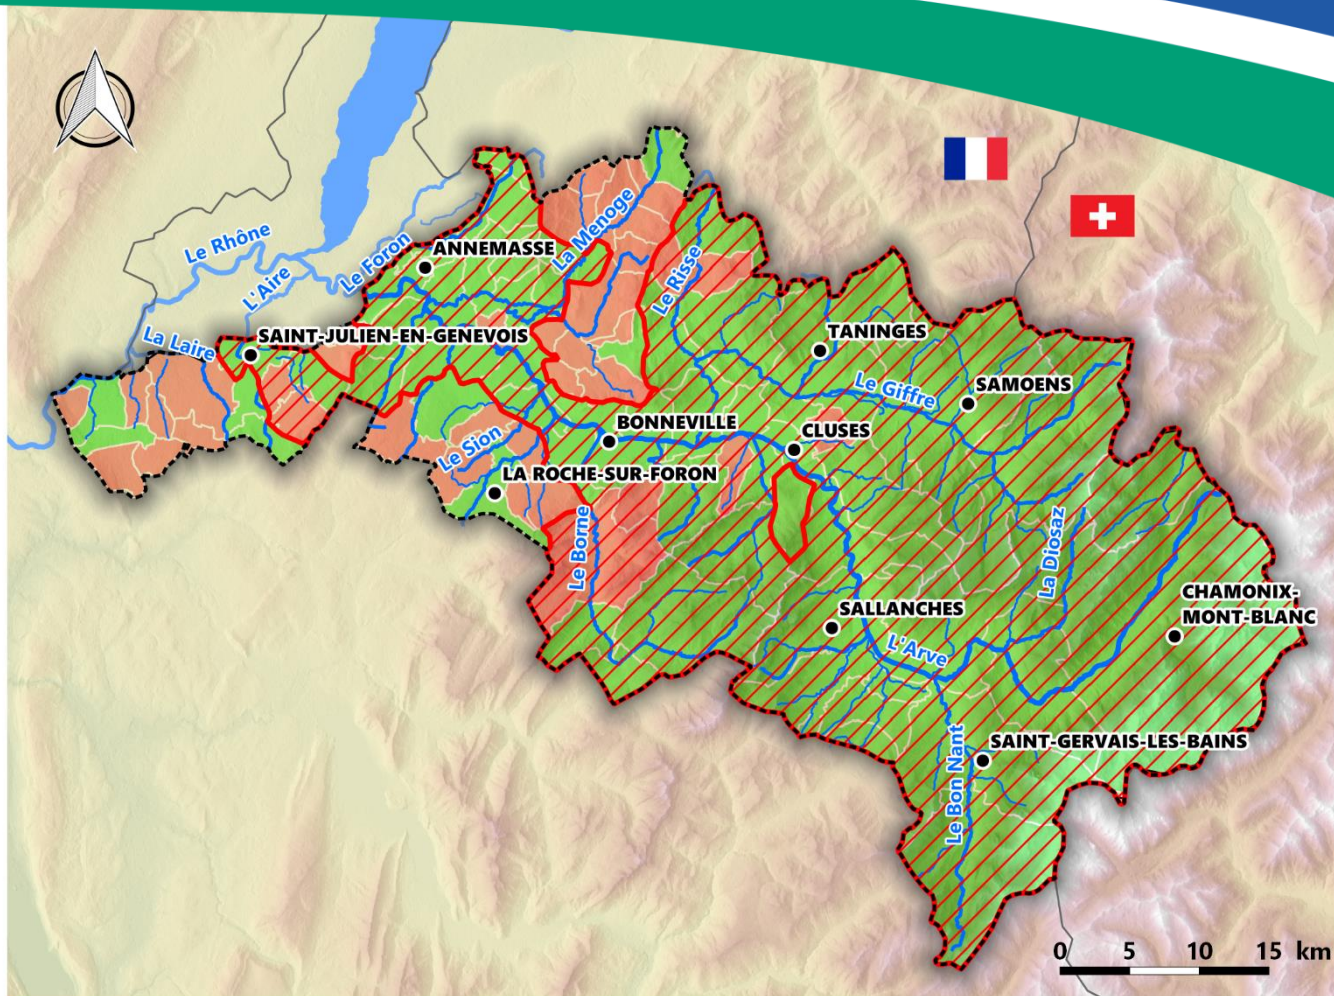 La Menoge
Le Rhône
ANNEMASSE
Le Foron
L'Aire
Le Risse
La Laire
SAINT-JULIEN-EN-GENEVOIS
TANINGES
Le Giffre
SAMOENS
BONNEVILLE
CLUSES
Le Sion
LA ROCHE-SUR-FORON
Le Borne
La Diosaz
CHAMONIX-
MONT-BLANC
SALLANCHES
L'Arve
Le Bon Nant
SAINT-GERVAIS-LES-BAINS
0 5 10 15 km